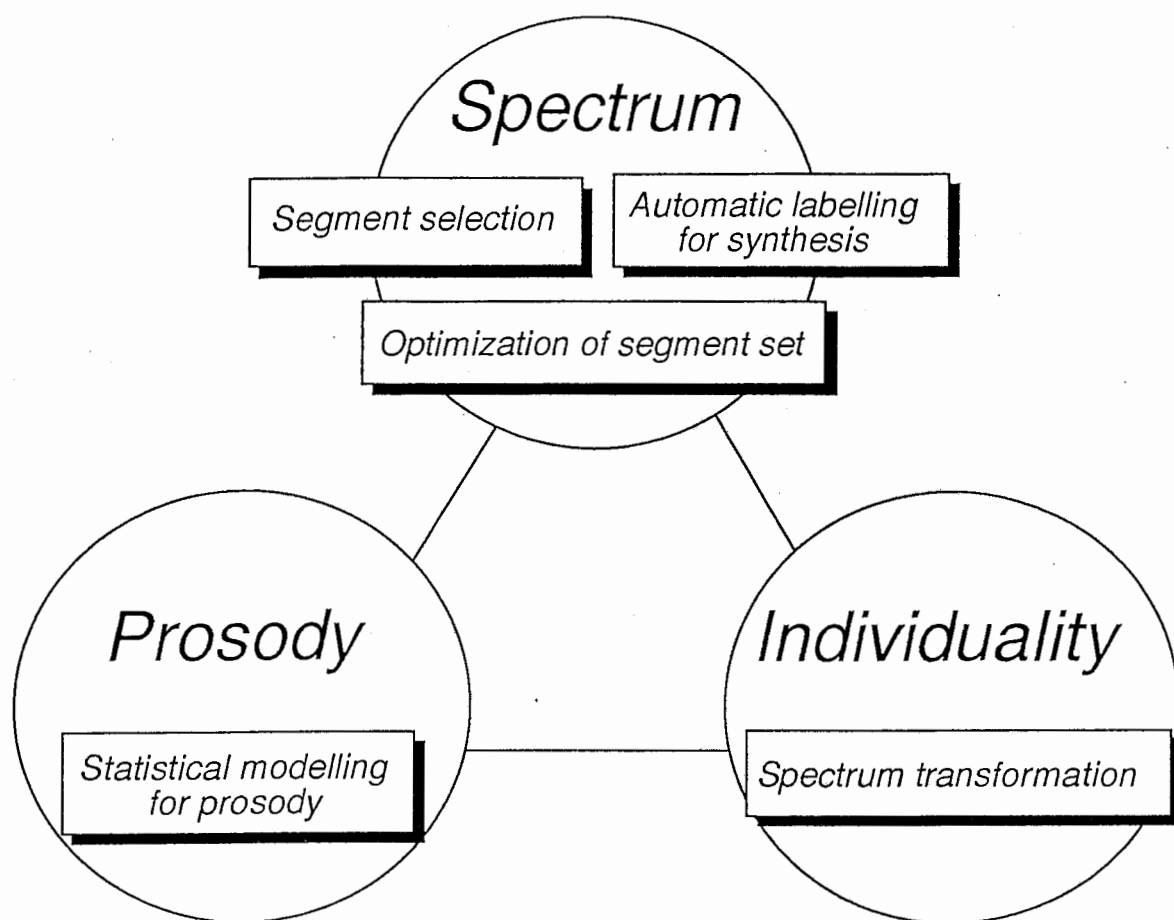 Spectrum
Segment selection
Automatic labelling
for synthesis
Optimization of segment set
Prosody
Statistical modelling
for prosody
Individuality
Spectrum transformation